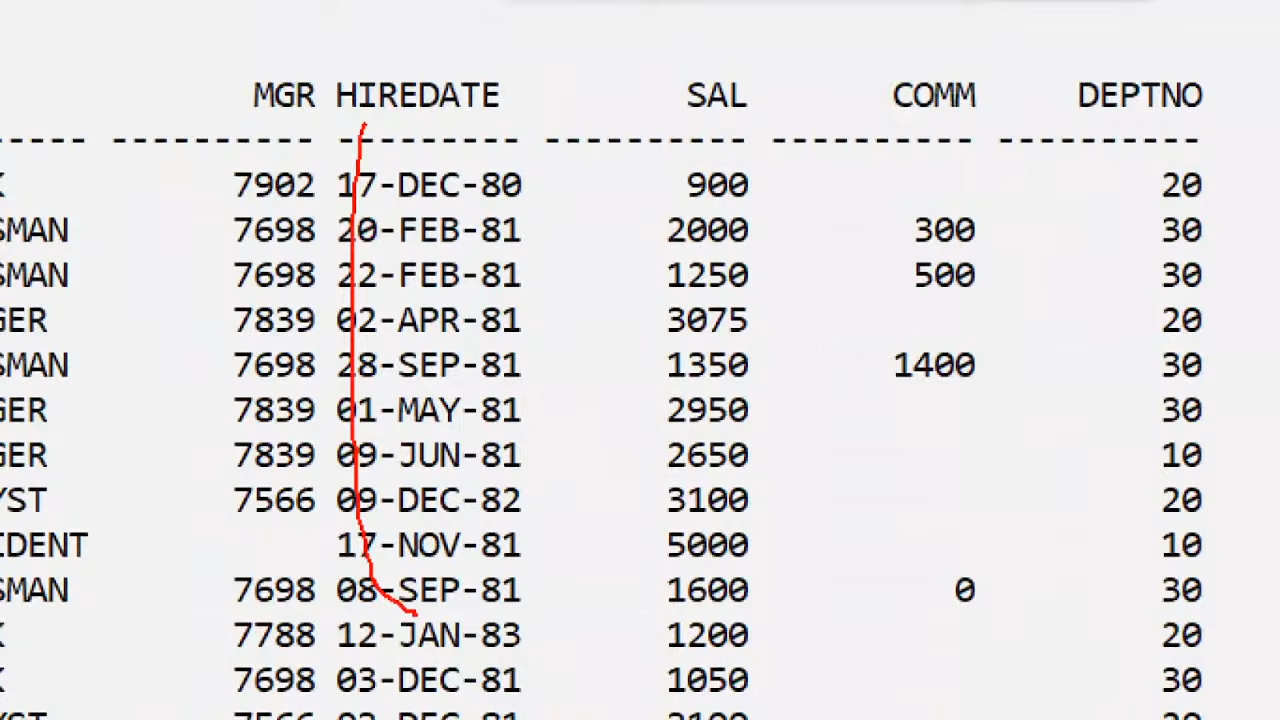 MGR HIREDATE SAL COMM DEPTNO
----- ---------- --------- ---------- ---------- ----------
K 7902 17-DEC-80 900 20
SMAN 7698 20-FEB-81 2000 300 30
SMAN 7698 22-FEB-81 1250 500 30
GER 7839 02-APR-81 3075 20
SMAN 7698 28-SEP-81 1350 1400 30
GER 7839 01-MAY-81 2950 30
GER 7839 09-JUN-81 2650 10
YST 7566 09-DEC-82 3100 20
IDENT 17-NOV-81 5000 10
SMAN 7698 08-SEP-81 1600 0 30
K 7788 12-JAN-83 1200 20
K 7698 03-DEC-81 1050 30
YST 7566 03-DEC-81 3100 20